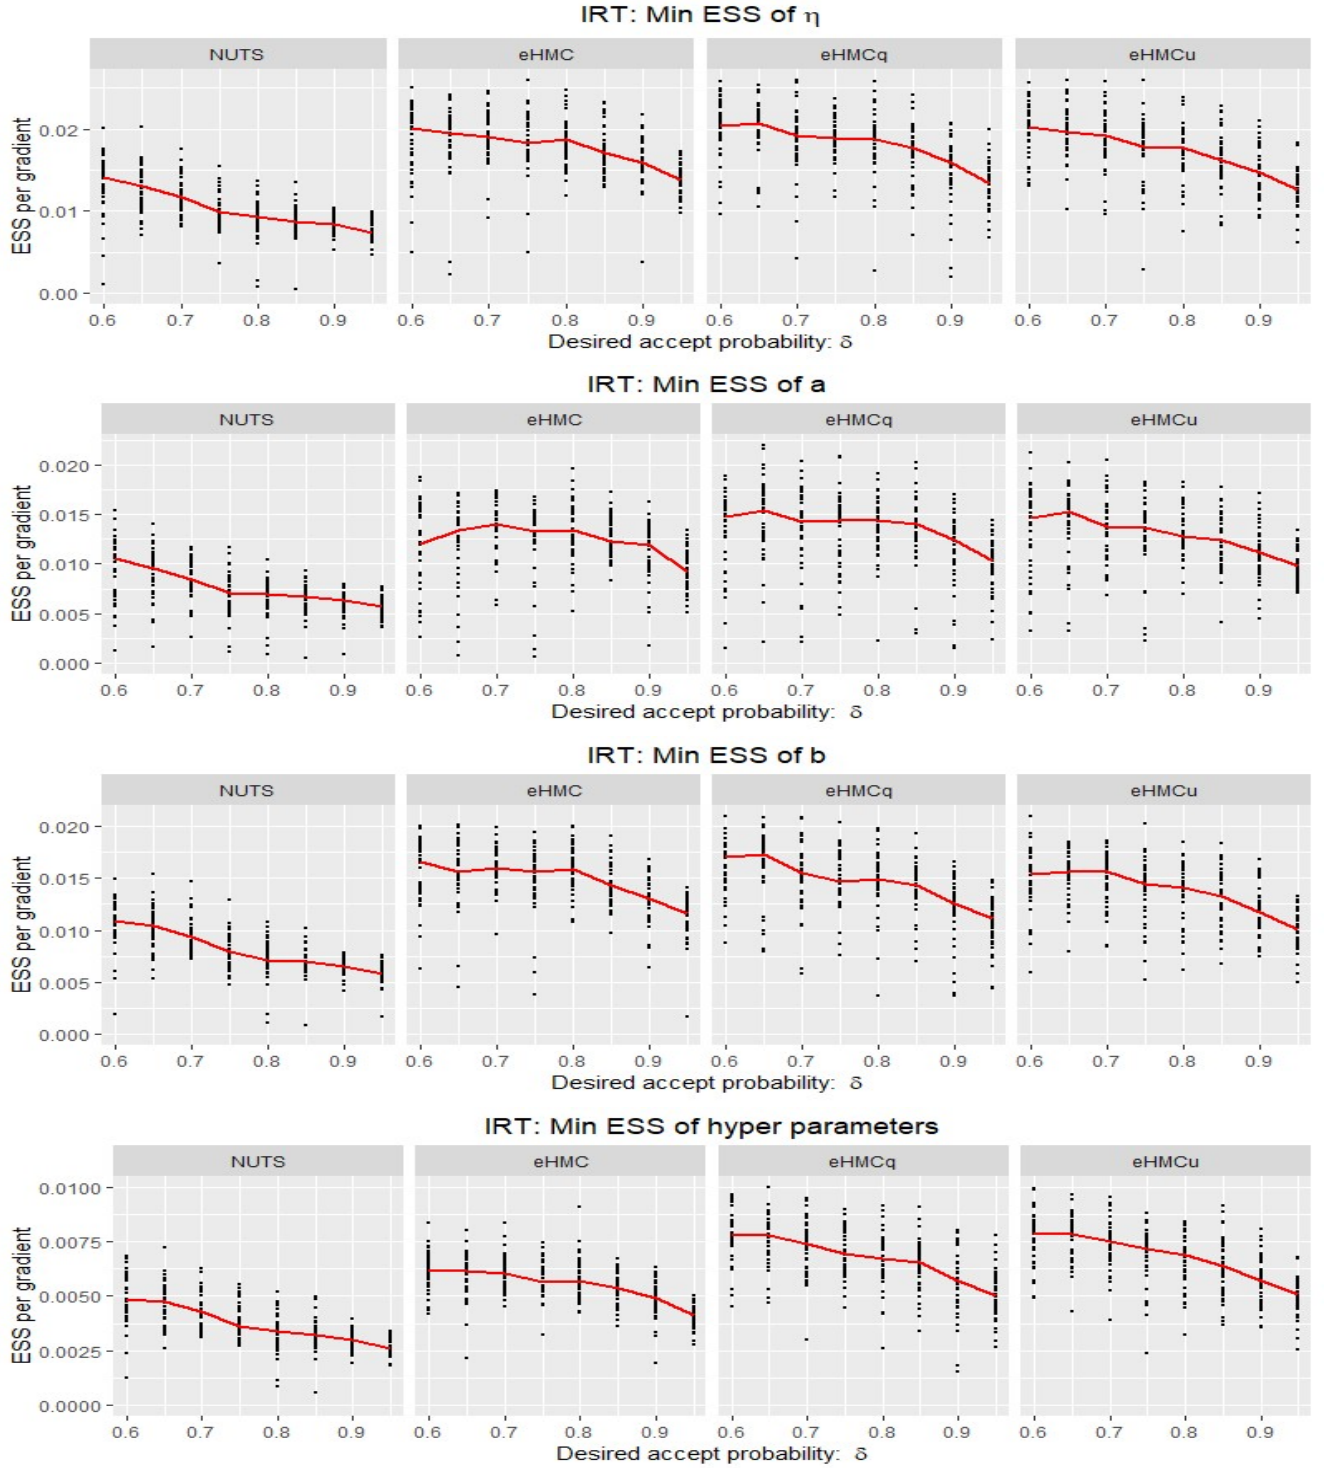 IRT: Min ESS of η
NUTS eHMC eHMCq eHMCu
ESS per gradient
0.02
0.01
0.00
0.6 0.7 0.8 0.9 0.6 0.7 0.8 0.9 0.6 0.7 0.8 0.9 0.6 0.7 0.8 0.9
Desired accept probability: δ
IRT: Min ESS of a
NUTS eHMC eHMCq eHMCu
ESS per gradient
0.020
0.015
0.010
0.005
0.000
0.6 0.7 0.8 0.9 0.6 0.7 0.8 0.9 0.6 0.7 0.8 0.9 0.6 0.7 0.8 0.9
Desired accept probability: δ
IRT: Min ESS of b
NUTS eHMC eHMCq eHMCu
ESS per gradient
0.020
0.015
0.010
0.005
0.000
0.6 0.7 0.8 0.9 0.6 0.7 0.8 0.9 0.6 0.7 0.8 0.9 0.6 0.7 0.8 0.9
Desired accept probability: δ
IRT: Min ESS of hyper parameters
NUTS eHMC eHMCq eHMCu
ESS per gradient
0.0100
0.0075
0.0050
0.0025
0.0000
0.6 0.7 0.8 0.9 0.6 0.7 0.8 0.9 0.6 0.7 0.8 0.9 0.6 0.7 0.8 0.9
Desired accept probability: δ